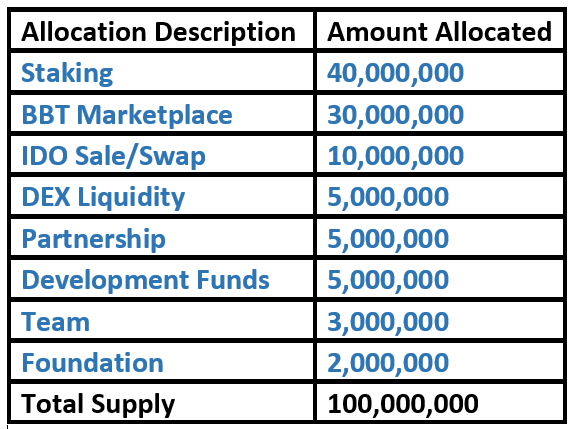 Allocation Description Amount Allocated
Staking 40,000,000
BBT Marketplace 30,000,000
IDO Sale/Swap 10,000,000
DEX Liquidity 5,000,000
Partnership 5,000,000
Development Funds 5,000,000
Team 3,000,000
Foundation 2,000,000
Total Supply 100,000,000